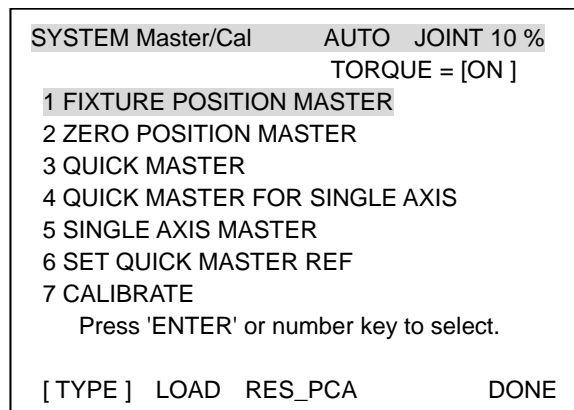 SYSTEM Master/Cal AUTO JOINT 10 %
TORQUE = [ON ]
1 FIXTURE POSITION MASTER
2 ZERO POSITION MASTER
3 QUICK MASTER
4 QUICK MASTER FOR SINGLE AXIS
5 SINGLE AXIS MASTER
6 SET QUICK MASTER REF
7 CALIBRATE
Press 'ENTER' or number key to select.
[ TYPE ] LOAD RES_PCA DONE